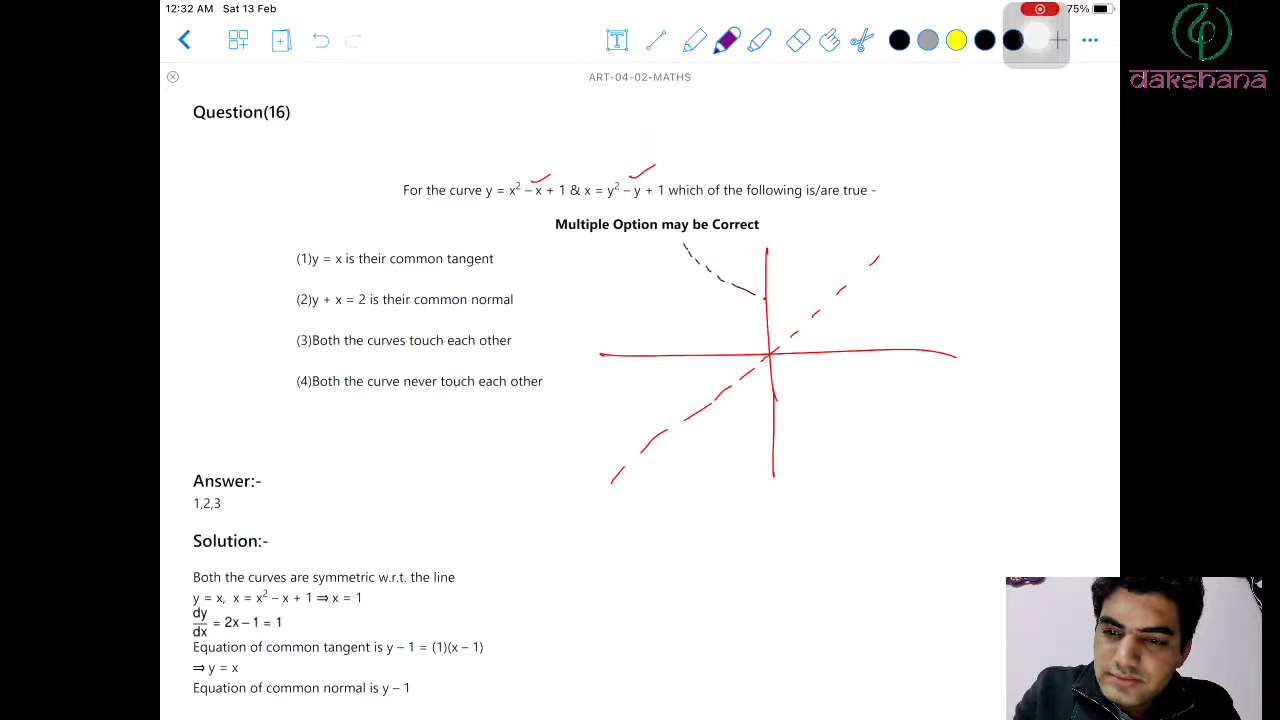 12:32 AM Sat 13 Feb
75%
dakshana
ART-04-02-MATHS
Question(16)
For the curve y = x² – x + 1 & x = y² – y + 1 which of the following is/are true -
Multiple Option may be Correct
(1)y = x is their common tangent
(2)y + x = 2 is their common normal
(3)Both the curves touch each other
(4)Both the curve never touch each other
Answer:-
1,2,3
Solution:-
Both the curves are symmetric w.r.t. the line
y = x, x = x² – x + 1 ⇒ x = 1
dy/dx = 2x – 1 = 1
Equation of common tangent is y – 1 = (1)(x – 1)
⇒ y = x
Equation of common normal is y – 1